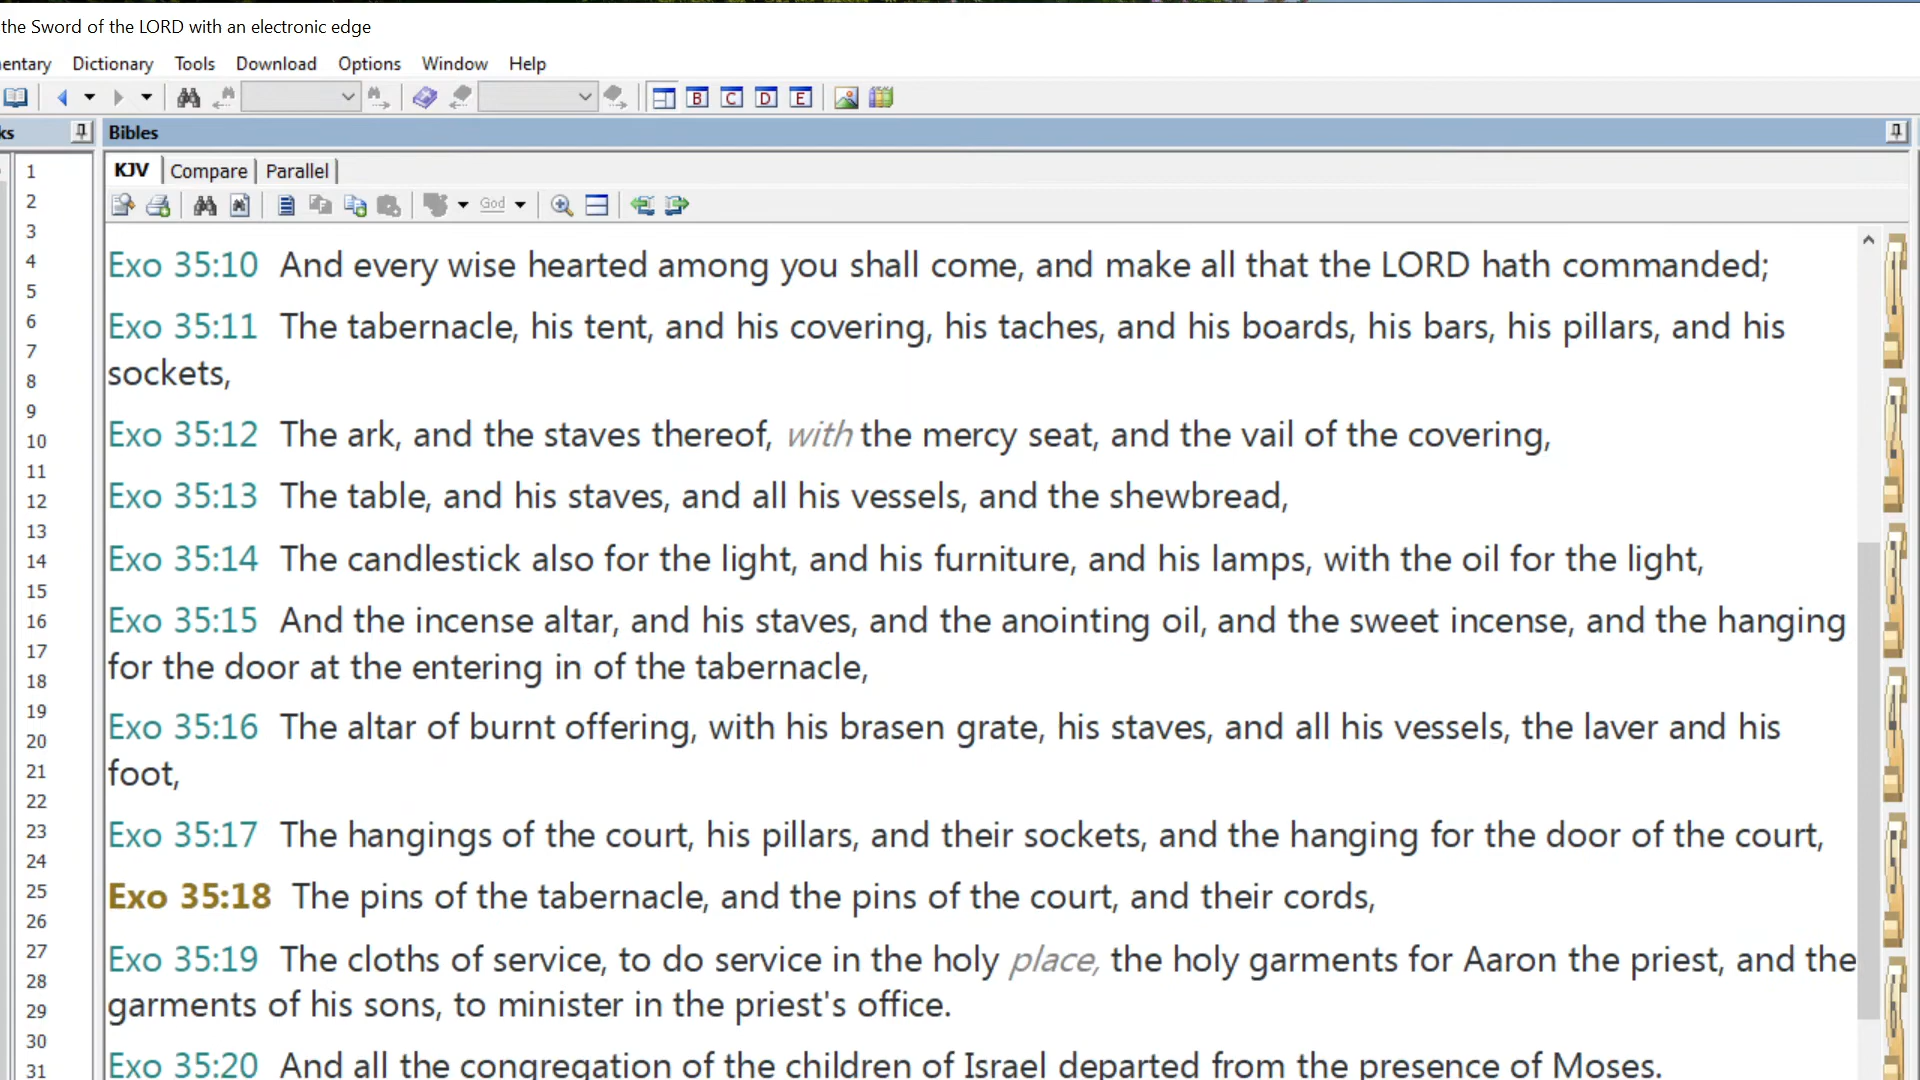 the Sword of the LORD with an electronic edge
entary Dictionary Tools Download Options Window Help
B C D E
ks Bibles
KJV Compare Parallel
God
1
2
3
4
5
6
7
8
9
10
11
12
13
14
15
16
17
18
19
20
21
22
23
24
25
26
27
28
29
30
31
Exo 35:10 And every wise hearted among you shall come, and make all that the LORD hath commanded;
Exo 35:11 The tabernacle, his tent, and his covering, his taches, and his boards, his bars, his pillars, and his
sockets,
Exo 35:12 The ark, and the staves thereof, with the mercy seat, and the vail of the covering,
Exo 35:13 The table, and his staves, and all his vessels, and the shewbread,
Exo 35:14 The candlestick also for the light, and his furniture, and his lamps, with the oil for the light,
Exo 35:15 And the incense altar, and his staves, and the anointing oil, and the sweet incense, and the hanging
for the door at the entering in of the tabernacle,
Exo 35:16 The altar of burnt offering, with his brasen grate, his staves, and all his vessels, the laver and his
foot,
Exo 35:17 The hangings of the court, his pillars, and their sockets, and the hanging for the door of the court,
Exo 35:18 The pins of the tabernacle, and the pins of the court, and their cords,
Exo 35:19 The cloths of service, to do service in the holy place, the holy garments for Aaron the priest, and the
garments of his sons, to minister in the priest's office.
Exo 35:20 And all the congregation of the children of Israel departed from the presence of Moses.